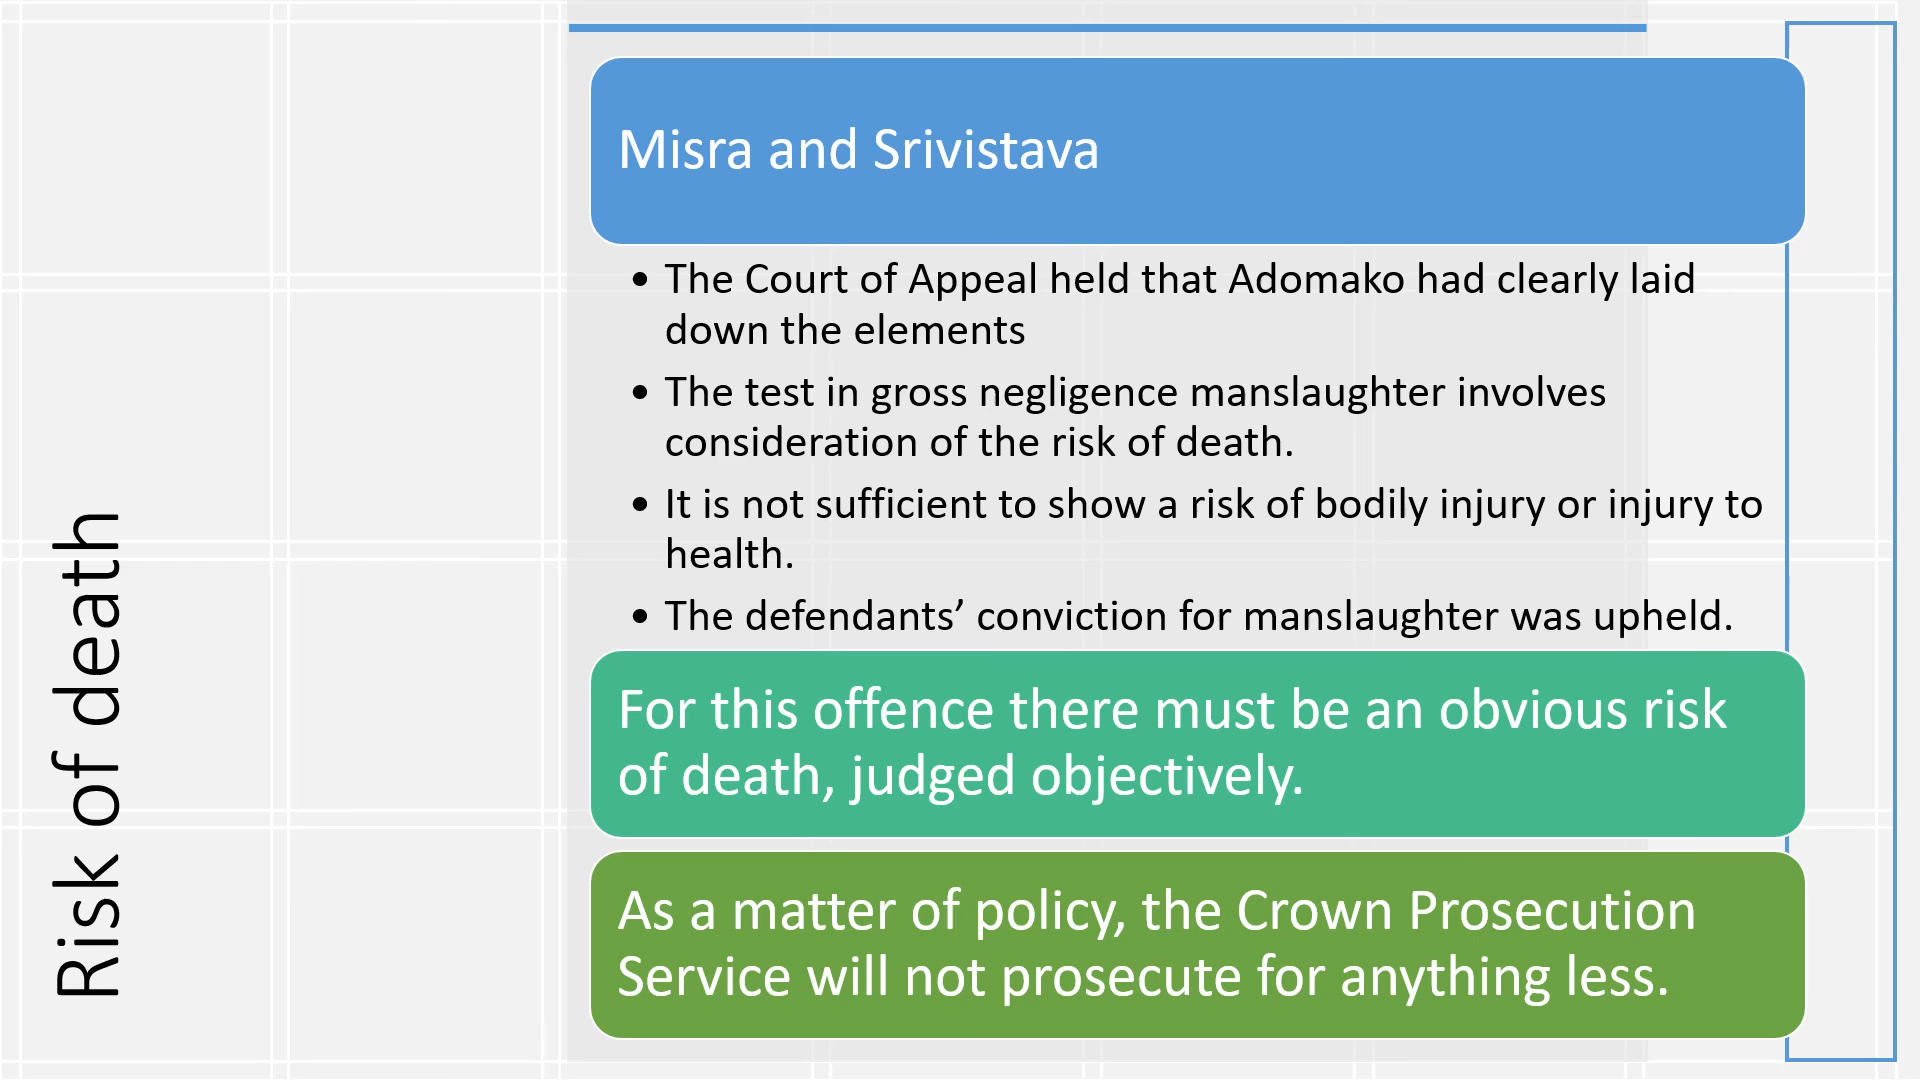 Risk of death
Misra and Srivistava
• The Court of Appeal held that Adomako had clearly laid
down the elements
• The test in gross negligence manslaughter involves
consideration of the risk of death.
• It is not sufficient to show a risk of bodily injury or injury to
health.
• The defendants’ conviction for manslaughter was upheld.
For this offence there must be an obvious risk
of death, judged objectively.
As a matter of policy, the Crown Prosecution
Service will not prosecute for anything less.